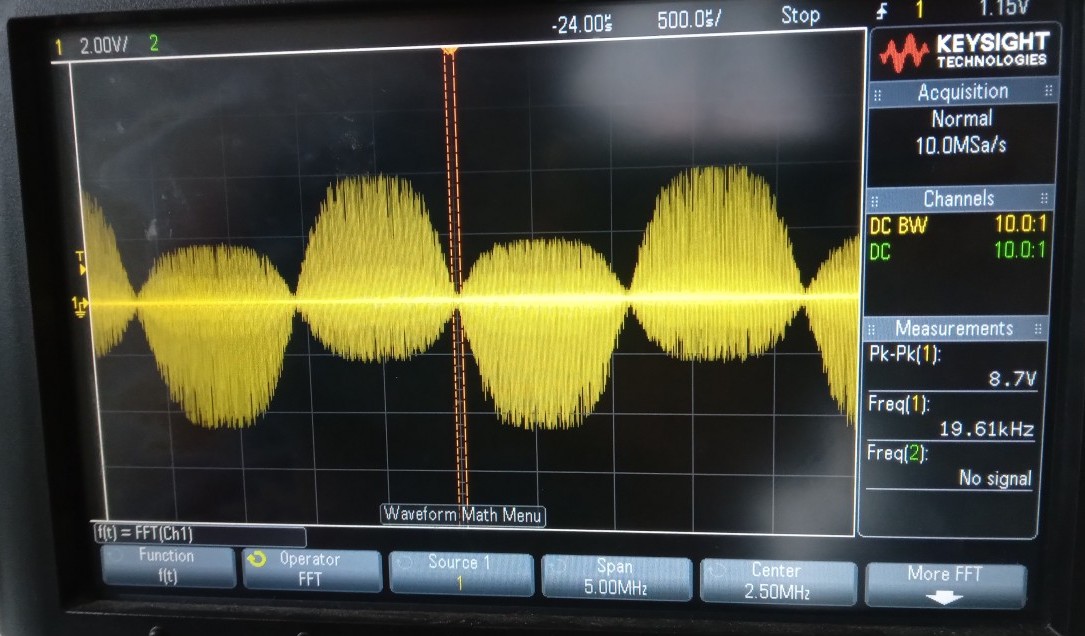 1 2.00V/ 2 -24.00µs 500.0µs/ Stop 1 1.15V
KEYSIGHT
TECHNOLOGIES
Acquisition
Normal
10.0MSa/s
Channels
DC BW 10.0:1
DC 10.0:1
Measurements
Pk-Pk(1):
8.7V
Freq(1):
19.61kHz
Freq(2):
No signal
T
1
Waveform Math Menu
f(t) = FFT(Ch1)
Function
f(t)
Operator
FFT
Source 1
1
Span
5.00MHz
Center
2.50MHz
More FFT